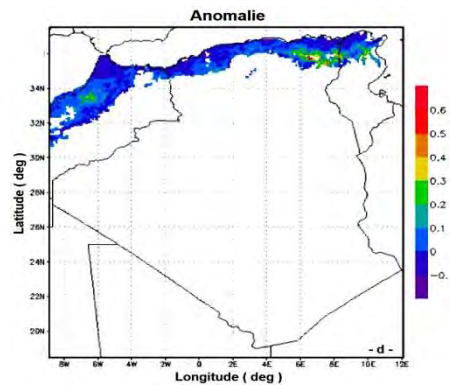 Anomalie
34N
32N
30N
28N
26N
24N
22N
20N
8W 6W 4W 2W 0 2E 4E 6E 8E 10E 12E
Latitude ( deg )
Longitude ( deg )
- d -
0.6
0.5
0.4
0.3
0.2
0.1
0